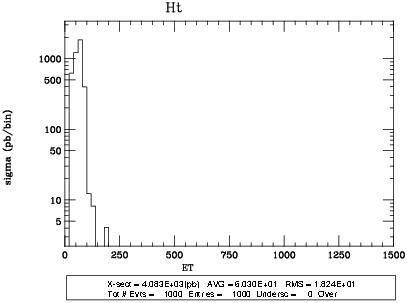 Ht
sigma (pb/bin)
1000
500
100
50
10
5
0 250 500 750 1000 1250 1500
ET
X-sect = 4.083E+03(pb) AVG = 6.030E+01 RMS = 1.824E+01
Tot # Evts = 1000 Entries = 1000 Undersc = 0 Over